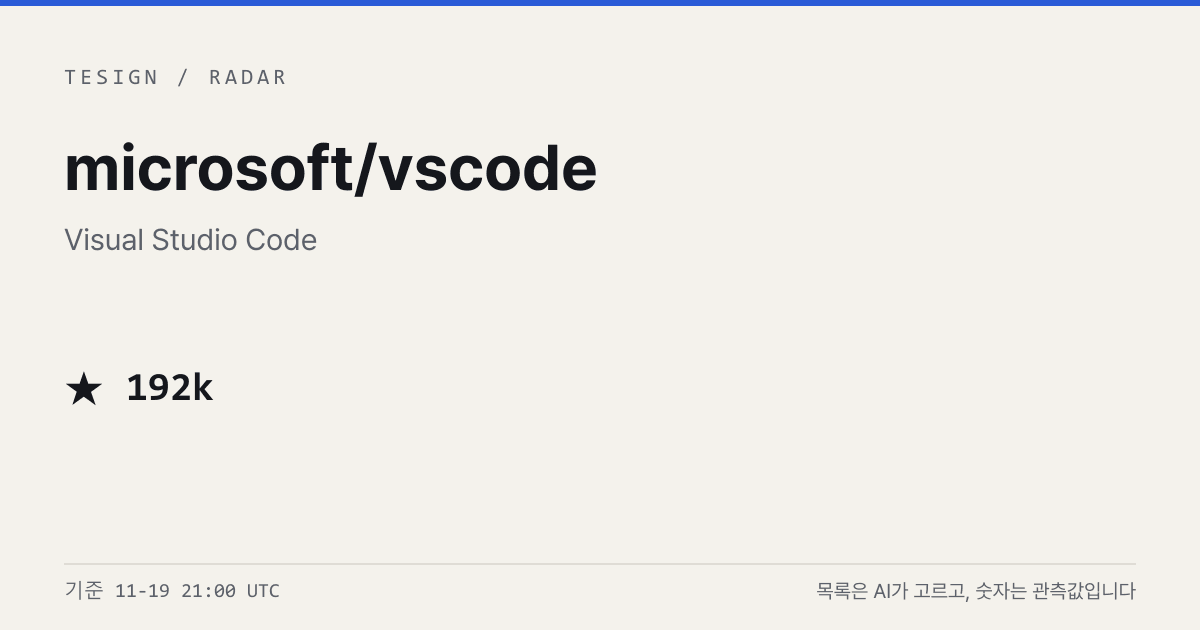 TESIGN / RADAR
microsoft/vscode
Visual Studio Code
★ 192k
기준 11-19 21:00 UTC
목록은 AI가 고르고, 숫자는 관측값입니다